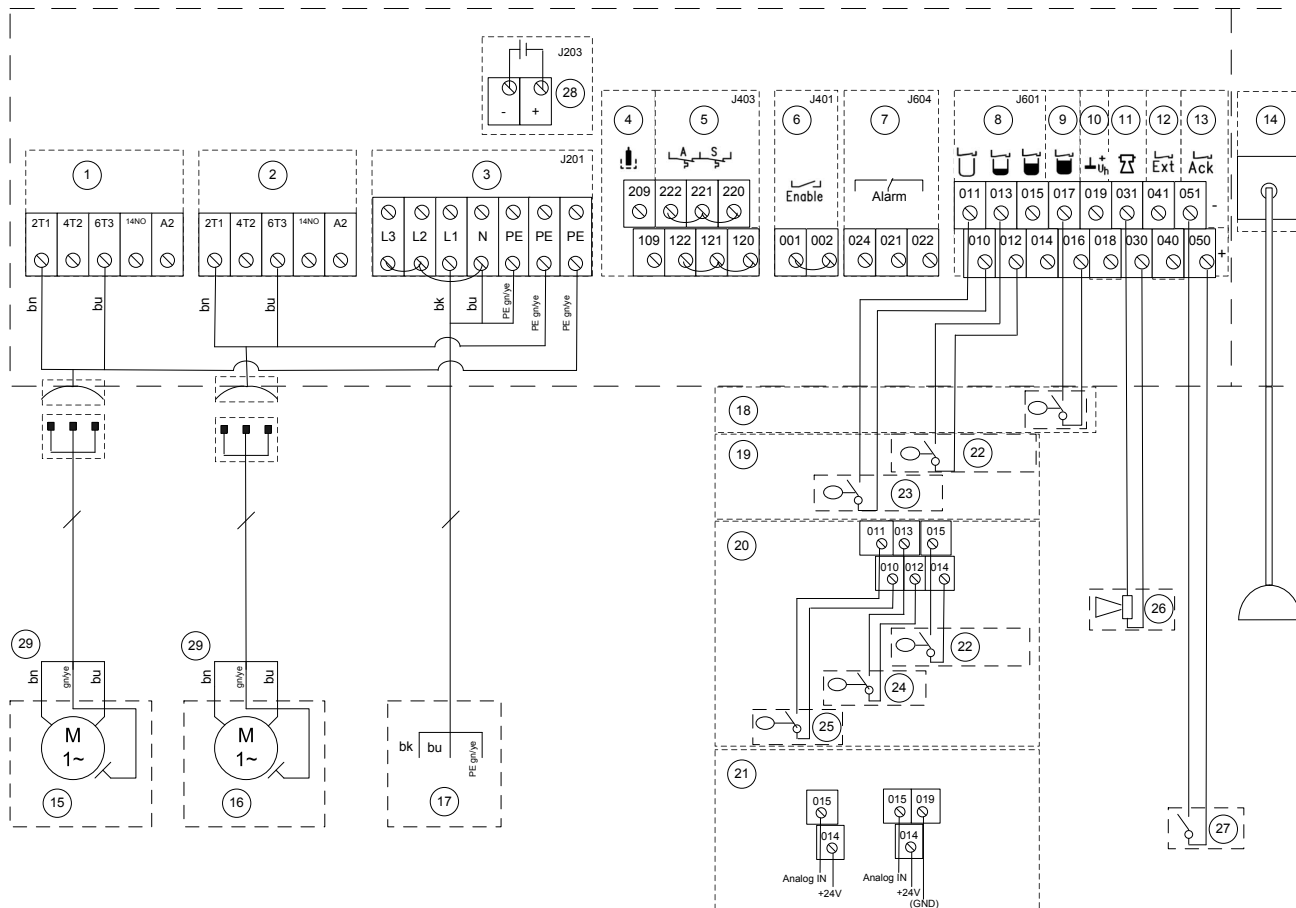 J203
- +
28
J403 J401 J604 J601
4 5 6 7 8 9 10 11 12 13 14
1 2 3
J201
A S
Enable
Alarm
+
Uh
Ext
Ack
209 222 221 220
011 013 015 017 019 031 041 051 -
2T1 4T2 6T3 14NO A2
2T1 4T2 6T3 14NO A2
L3 L2 L1 N PE PE PE
109 122 121 120
001 002
024 021 022
010 012 014 016 018 030 040 050 +
bn bu
bn bu
bk bu PE gn/ye PE gn/ye PE gn/ye
18
19
22
23
20
011 013 015
010 012 014
26
29 29
bn gn/ye bu
bn gn/ye bu
22
24
25
M
1~
M
1~
bk bu PE gn/ye
15 16 17
21
015
014
Analog IN
+24V
015 019
014
Analog IN
+24V
(GND)
27